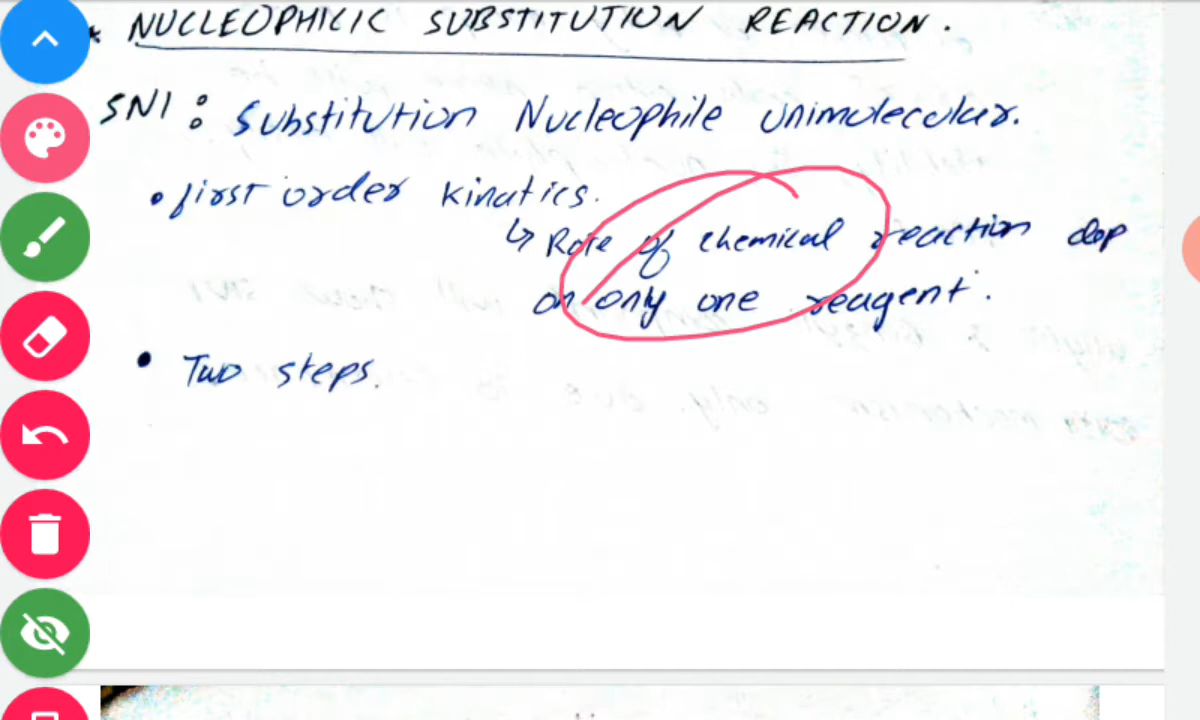 * NUCLEOPHILIC SUBSTITUTION REACTION.
SN1: Substitution Nucleophile Unimolecular.
• first order kinatics.
↳ Rate of chemical reaction dep
on only one reagent.
• Two steps.